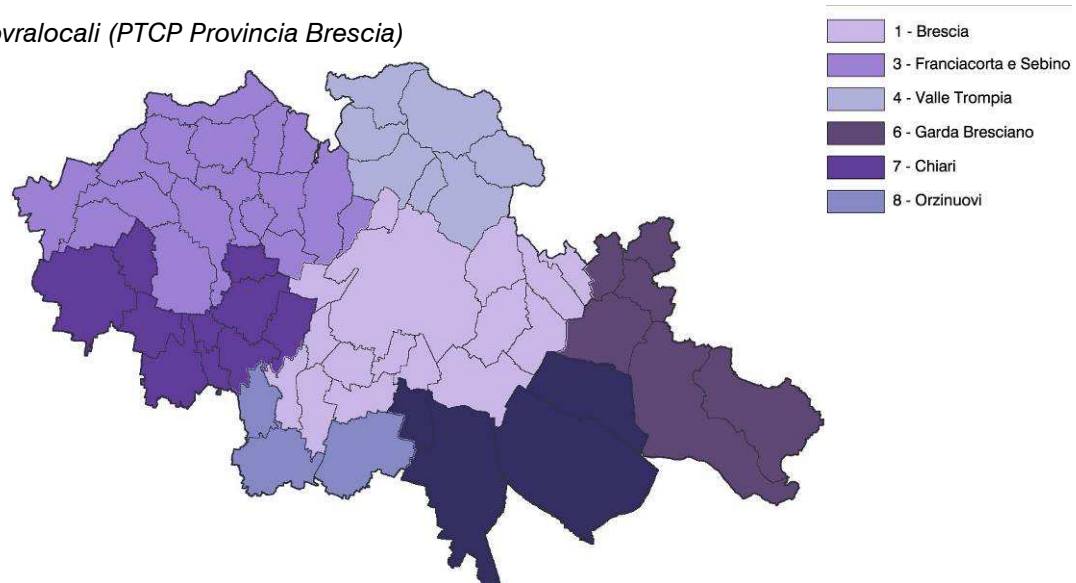 ovralocali (PTCP Provincia Brescia)
1 - Brescia
3 - Franciacorta e Sebino
4 - Valle Trompia
6 - Garda Bresciano
7 - Chiari
8 - Orzinuovi